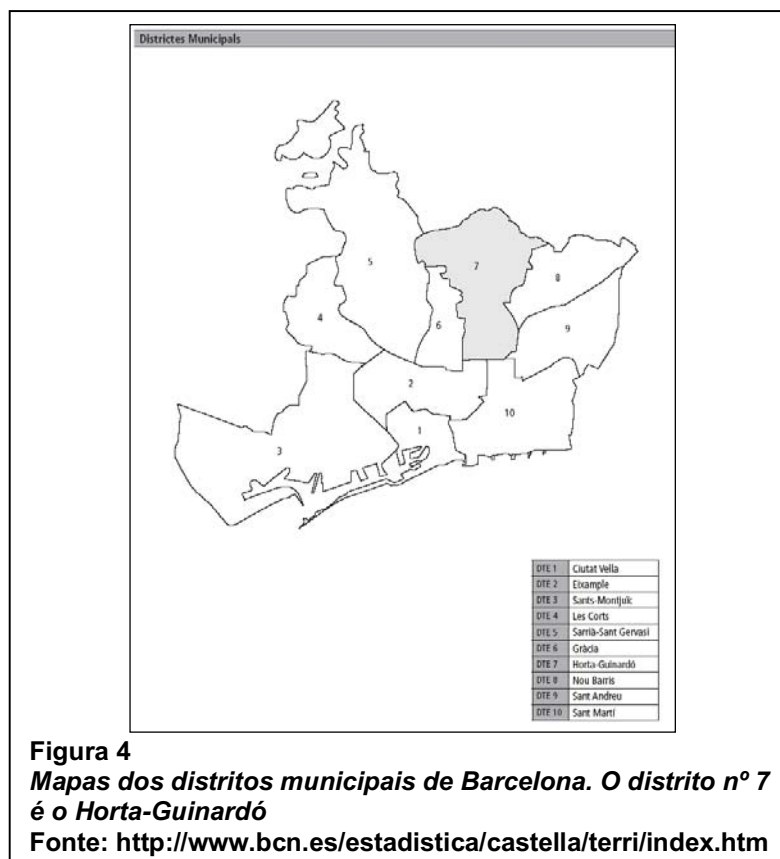 Districtes Municipals
5
7
8
4
6
9
2
10
1
3
DTE 1 Ciutat Vella
DTE 2 Eixample
DTE 3 Sants-Montjuïc
DTE 4 Les Corts
DTE 5 Sarrià-Sant Gervasi
DTE 6 Gràcia
DTE 7 Horta-Guinardó
DTE 8 Nou Barris
DTE 9 Sant Andreu
DTE 10 Sant Martí
Figura 4
Mapas dos distritos municipais de Barcelona. O distrito nº 7
é o Horta-Guinardó
Fonte: http://www.bcn.es/estadistica/castella/terri/index.htm